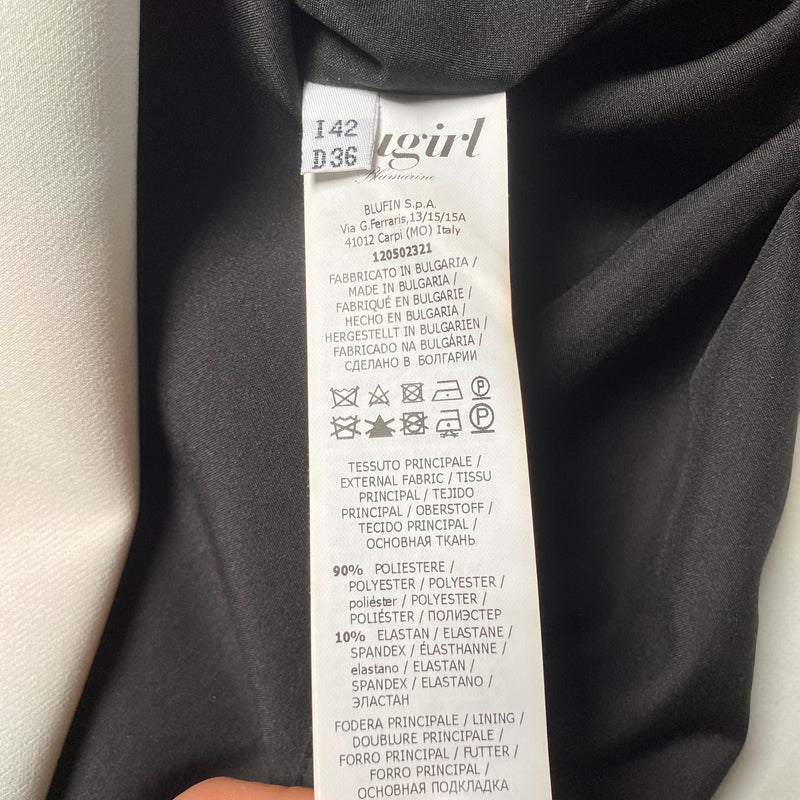 I 42
D36
ugirl
Blumarine
BLUFIN S.p.A.
Via G.Ferraris,13/15/15A
41012 Carpi (MO) Italy
120502321
FABBRICATO IN BULGARIA /
MADE IN BULGARIA /
FABRIQUÉ EN BULGARIE /
HECHO EN BULGARIA /
HERGESTELLT IN BULGARIEN /
FABRICADO NA BULGÁRIA /
СДЕЛАНО В БОЛГАРИИ
P
P
TESSUTO PRINCIPALE /
EXTERNAL FABRIC / TISSU
PRINCIPAL / TEJIDO
PRINCIPAL / OBERSTOFF /
TECIDO PRINCIPAL /
ОСНОВНАЯ ТКАНЬ
90% POLIESTERE /
POLYESTER / POLYESTER /
poliéster / POLYESTER /
POLIÉSTER / ПОЛИЭСТЕР
10% ELASTAN / ELASTANE /
SPANDEX / ÉLASTHANNE /
elastano / ELASTAN /
SPANDEX / ELASTANO /
ЭЛАСТАН
FODERA PRINCIPALE / LINING /
DOUBLURE PRINCIPALE /
FORRO PRINCIPAL / FUTTER /
FORRO PRINCIPAL /
ОСНОВНАЯ ПОДКЛАДКА